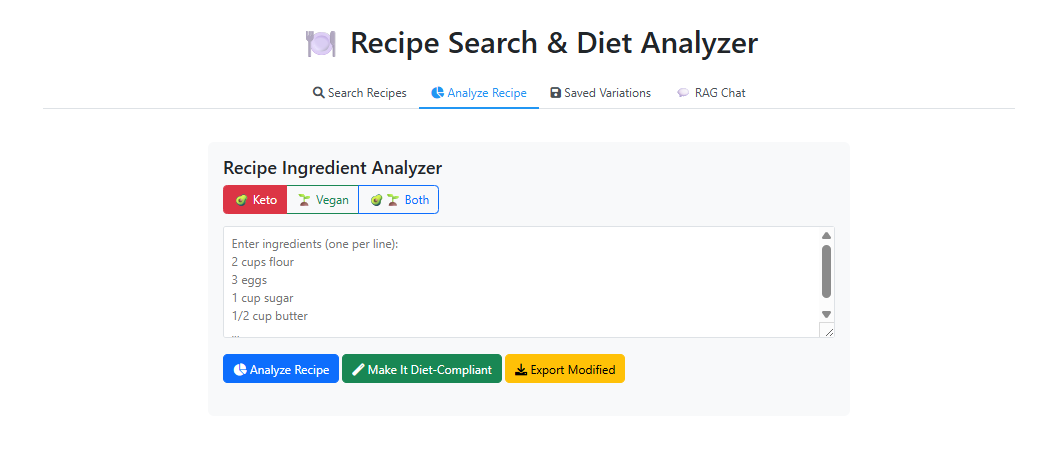 Recipe Search & Diet Analyzer
Search Recipes Analyze Recipe Saved Variations RAG Chat
Recipe Ingredient Analyzer
Keto Vegan Both
Enter ingredients (one per line):
2 cups flour
3 eggs
1 cup sugar
1/2 cup butter
...
Analyze Recipe Make It Diet-Compliant Export Modified